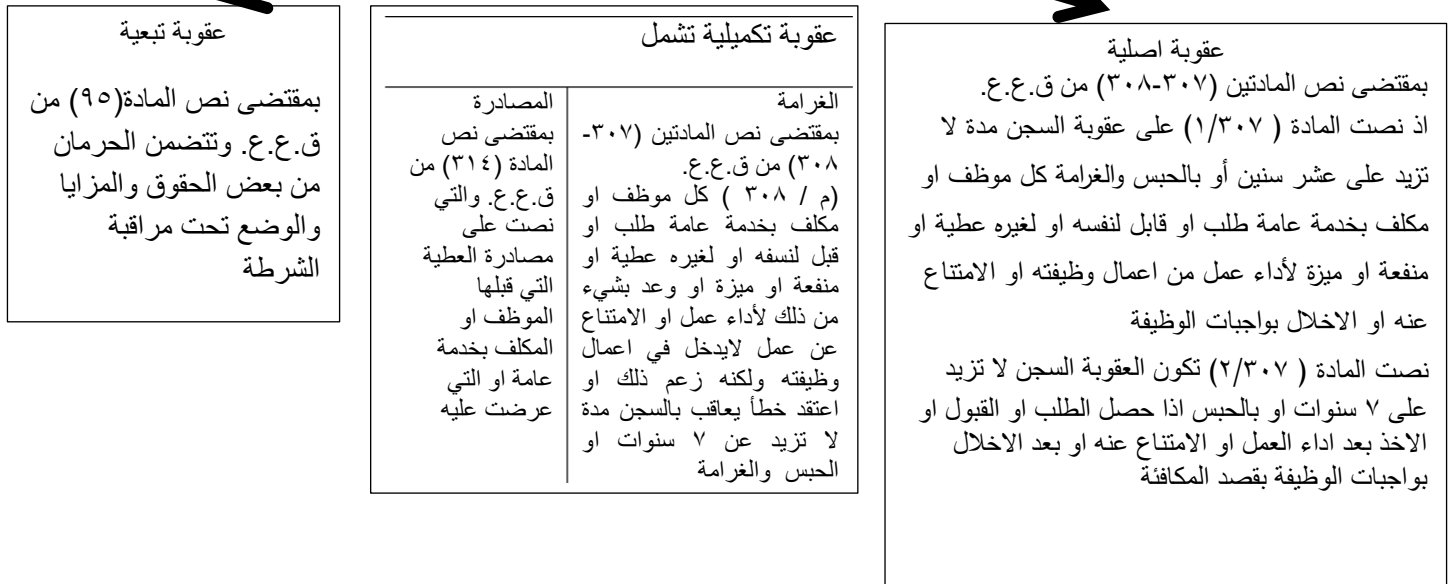 عقوبة اصلية
بمقتضى نص المادتين (٣٠٧-٣٠٨) من ق.ع.ع.
اذ نصت المادة ( ١/٣٠٧) على عقوبة السجن مدة لا
تزيد على عشر سنين أو بالحبس والغرامة كل موظف او
مكلف بخدمة عامة طلب او قابل لنفسه او لغيره عطية او
منفعة او ميزة لأداء عمل من اعمال وظيفته او الامتناع
عنه او الاخلال بواجبات الوظيفة
نصت المادة ( ٢/٣٠٧) تكون العقوبة السجن لا تزيد
على ٧ سنوات او بالحبس اذا حصل الطلب او القبول او
الاخذ بعد اداء العمل او الامتناع عنه او بعد الاخلال
بواجبات الوظيفة بقصد المكافئة
عقوبة تكميلية تشمل
الغرامة
بمقتضى نص المادتين (٣٠٧-
٣٠٨) من ق.ع.ع.
(م / ٣٠٨ ) كل موظف او
مكلف بخدمة عامة طلب او
قبل لنسفه او لغيره عطية او
منفعة او ميزة او وعد بشيء
من ذلك لأداء عمل او الامتناع
عن عمل لايدخل في اعمال
وظيفته ولكنه زعم ذلك او
اعتقد خطأ يعاقب بالسجن مدة
لا تزيد عن ٧ سنوات او
الحبس والغرامة
المصادرة
بمقتضى نص
المادة (٣١٤) من
ق.ع.ع. والتي
نصت على
مصادرة العطية
التي قبلها
الموظف او
المكلف بخدمة
عامة او التي
عرضت عليه
عقوبة تبعية
بمقتضى نص المادة(٩٥) من
ق.ع.ع. وتتضمن الحرمان
من بعض الحقوق والمزايا
والوضع تحت مراقبة
الشرطة